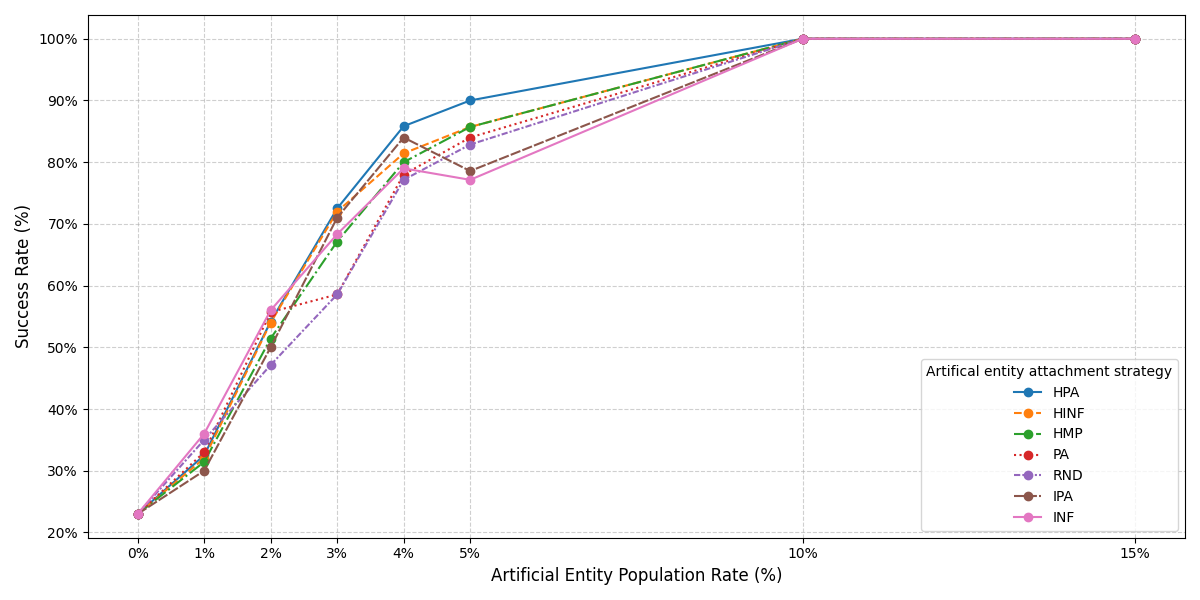 100%
90%
80%
70%
60%
50%
40%
30%
20%
Success Rate (%)
0%
1%
2%
3%
4%
5%
10%
15%
Artificial Entity Population Rate (%)
Artifical entity attachment strategy
HPA
HINF
HMP
PA
RND
IPA
INF